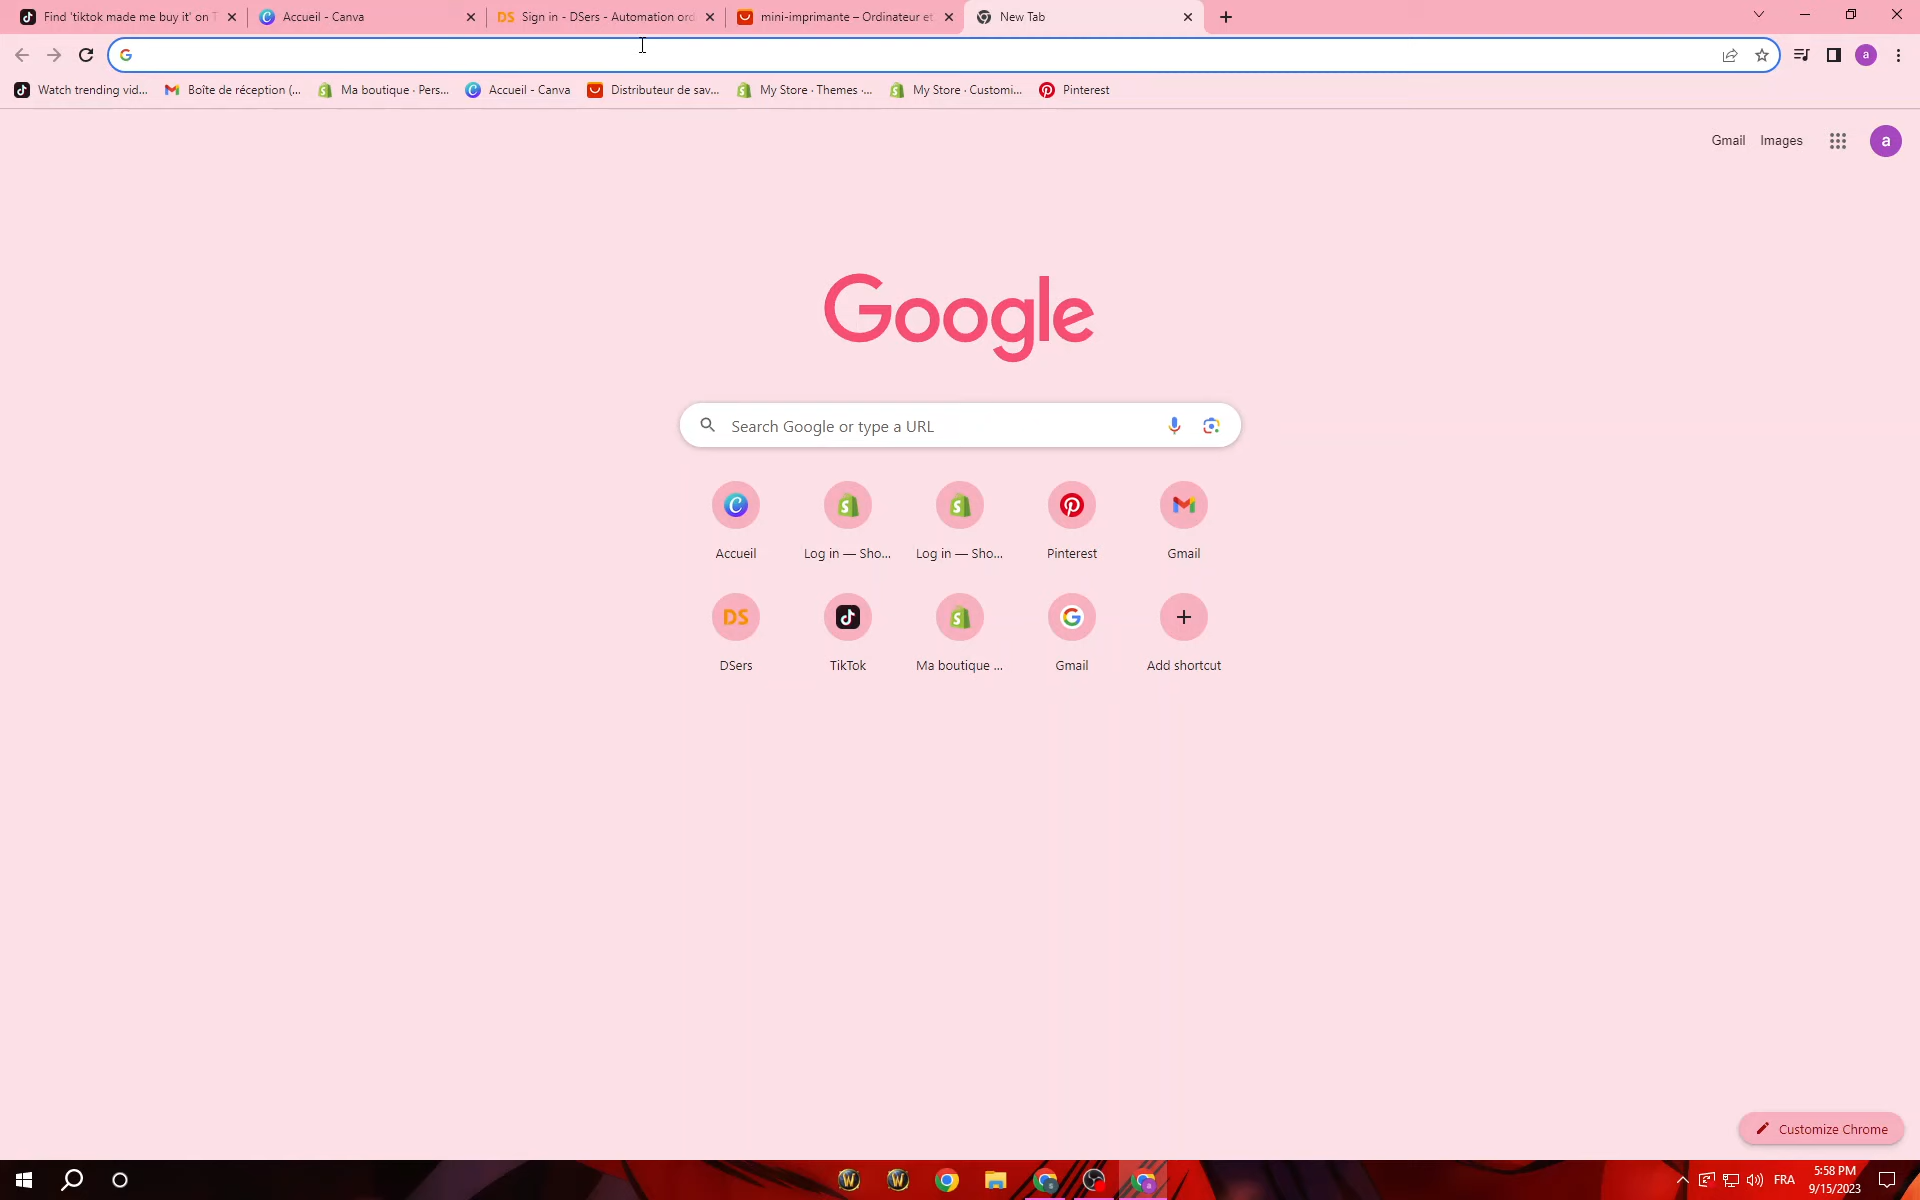 Find 'tiktok made me buy it' on T
Accueil - Canva
Sign in - DSers - Automation ord
mini-imprimante – Ordinateur et
New Tab
Watch trending vid...
Boîte de réception (...
Ma boutique · Pers...
Accueil - Canva
Distributeur de sav...
My Store · Themes ·...
My Store · Customi...
Pinterest
Gmail
Images
a
Google
Search Google or type a URL
Accueil
Log in — Sho...
Log in — Sho...
Pinterest
Gmail
DS
DSers
TikTok
Ma boutique ...
Gmail
Add shortcut
Customize Chrome
FRA
5:58 PM
9/15/2023